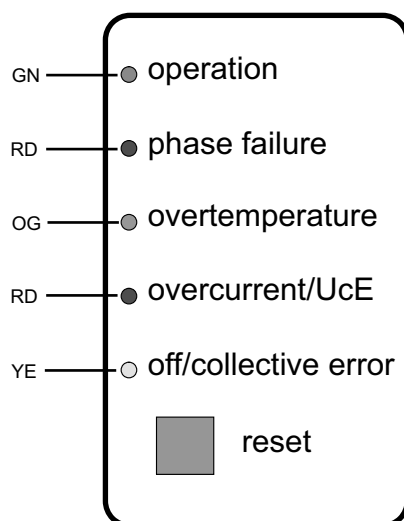 GN operation
RD phase failure
OG overtemperature
RD overcurrent/UcE
YE off/collective error
reset